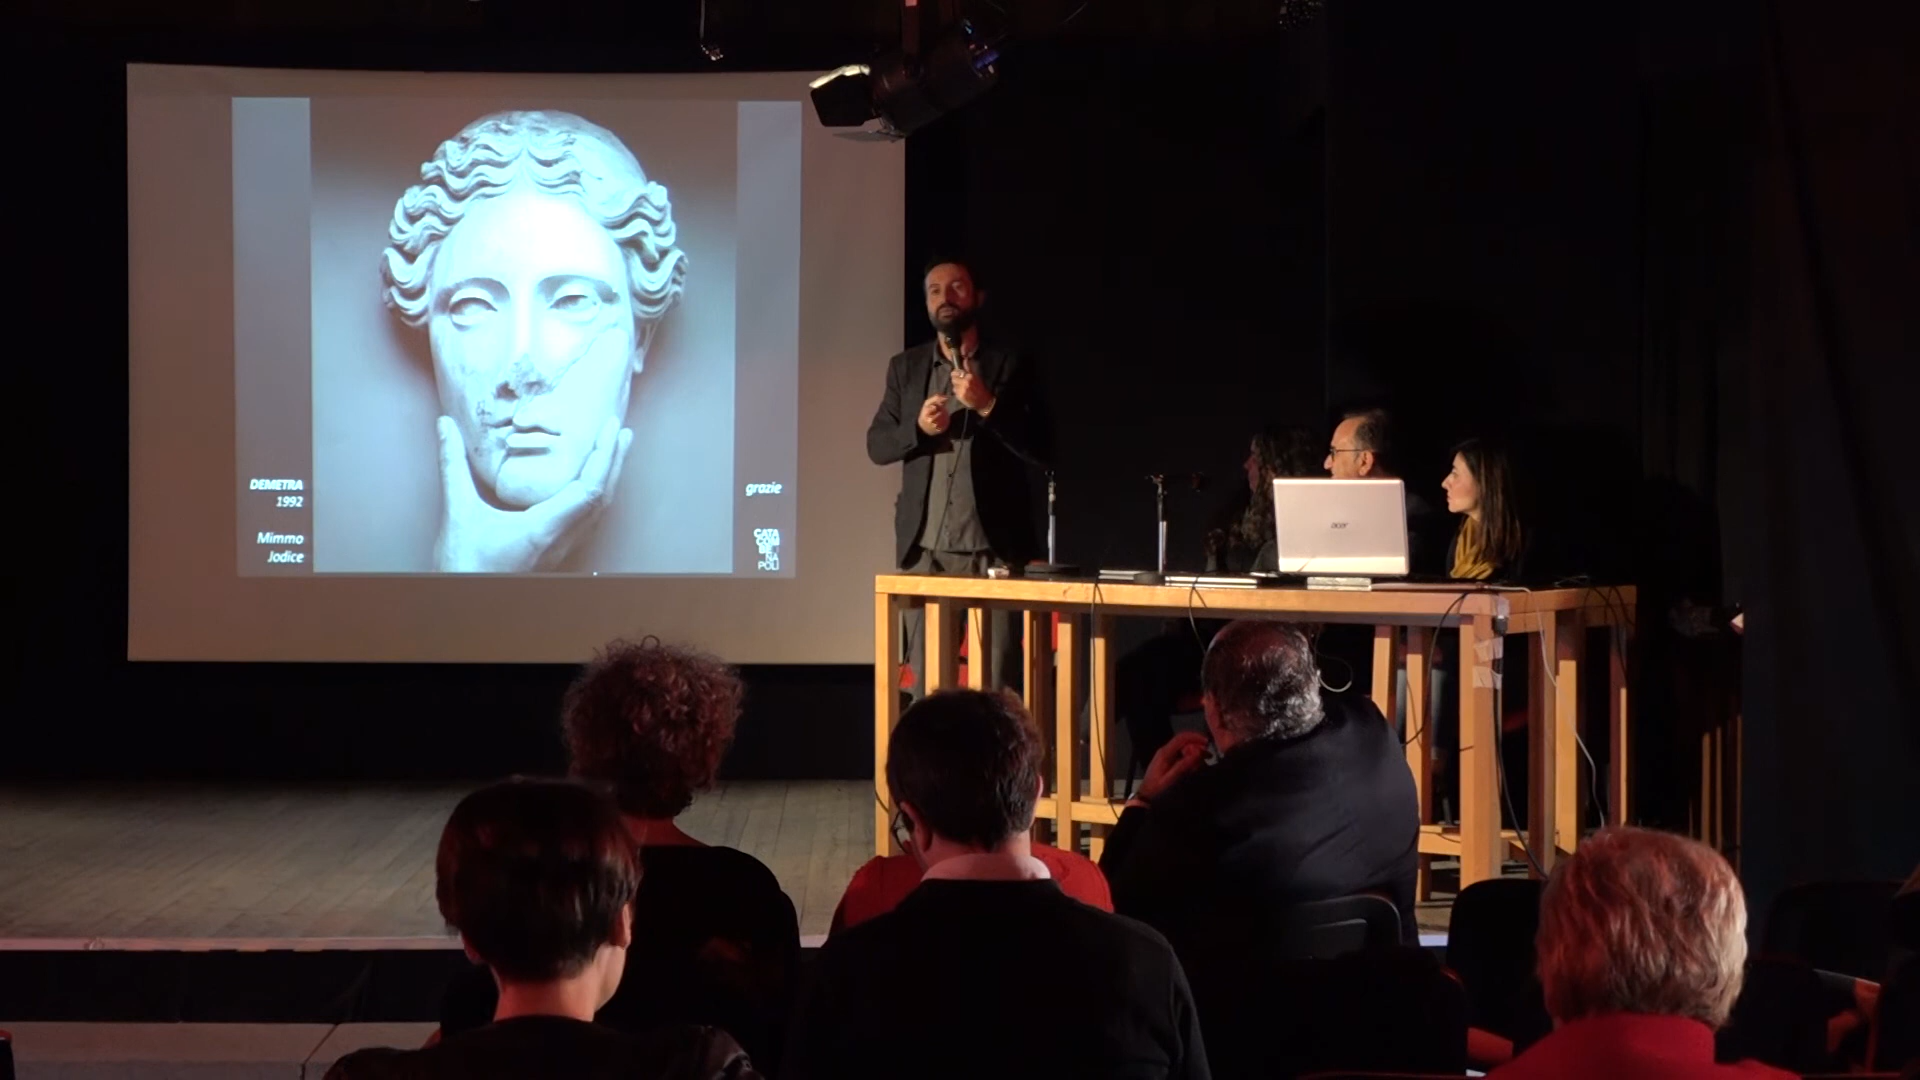 DEMETRA
1992
Mimmo
Jodice
grazie
CATA
COM
BE
NA
POLI
acer